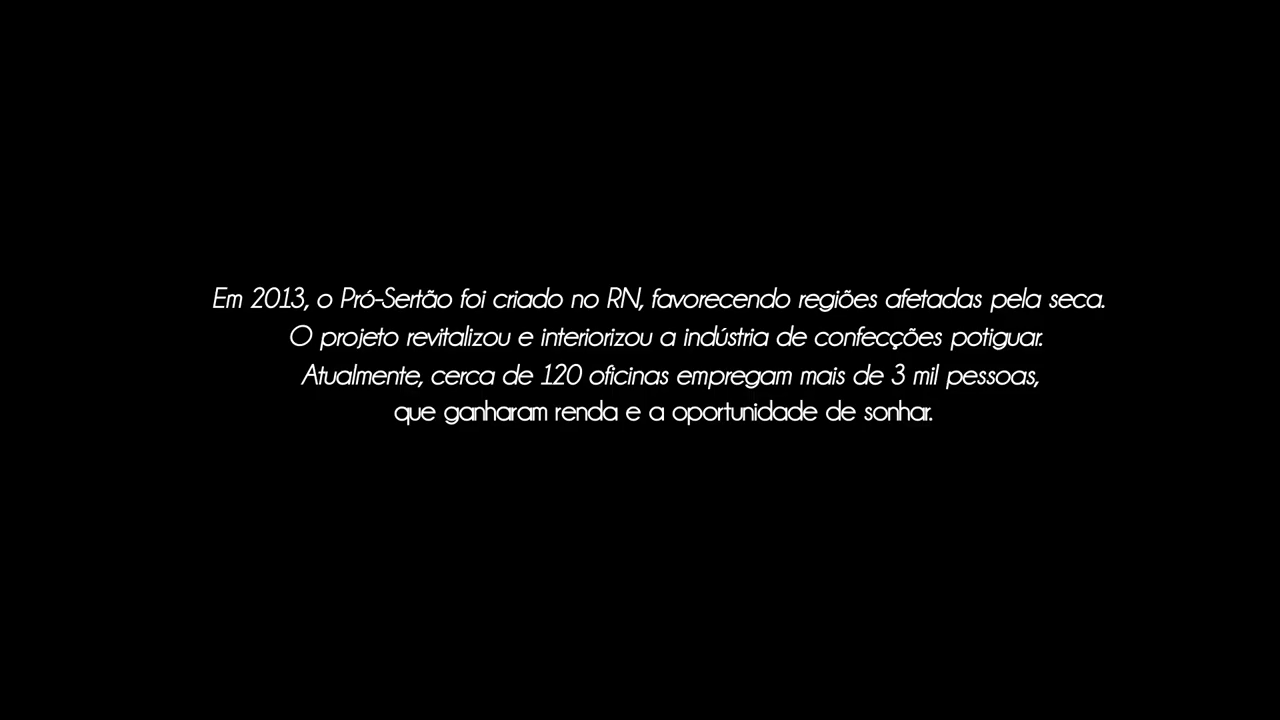 Em 2013, o Pró-Sertão foi criado no RN, favorecendo regiões afetadas pela seca.
O projeto revitalizou e interiorizou a indústria de confecções potiguar.
Atualmente, cerca de 120 oficinas empregam mais de 3 mil pessoas,
que ganharam renda e a oportunidade de sonhar.